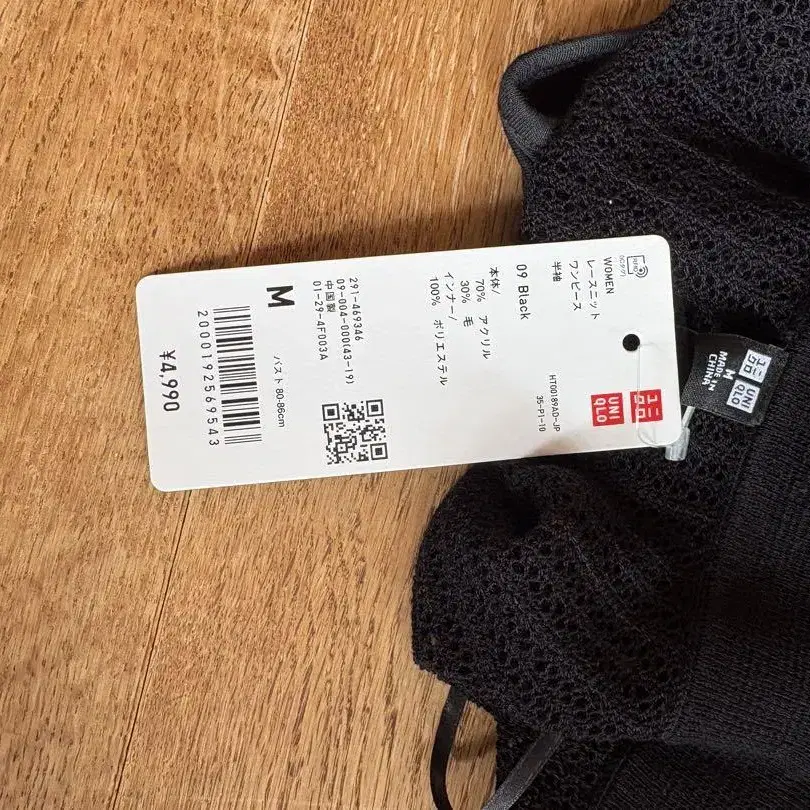 WOMEN
レースニット
ワンピース
半袖
09 Black
本体/
70% アクリル
30% 毛
インナー/
100% ポリエステル
HT00189AD-JP
35-P1-10
ユニ
クロ
UNI
QLO
291-469346
09-004-000(43-19)
中国製
01-29-4F003A
M
バスト 80-86cm
2000192569543
¥4,990
ユニ
クロ
UNI
QLO
M
MADE IN
CHINA